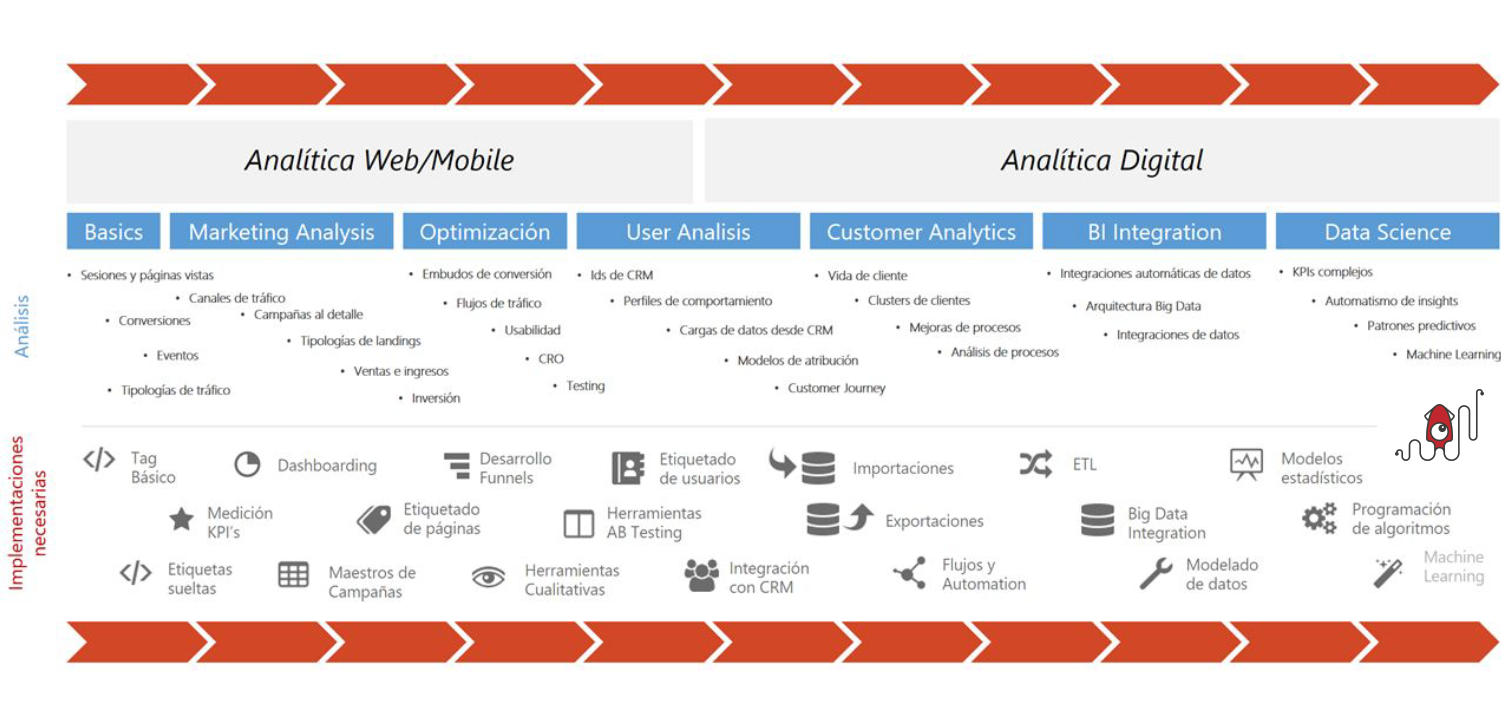 Analítica Web/Mobile
Analítica Digital
Basics
Marketing Analysis
Optimización
User Analisis
Customer Analytics
BI Integration
Data Science
Análisis
• Sesiones y páginas vistas
• Conversiones
• Eventos
• Tipologías de tráfico
• Canales de tráfico
• Campañas al detalle
• Tipologías de landings
• Ventas e ingresos
• Inversión
• Embudos de conversión
• Flujos de tráfico
• Usabilidad
• CRO
• Testing
• Ids de CRM
• Perfiles de comportamiento
• Cargas de datos desde CRM
• Modelos de atribución
• Customer Journey
• Vida de cliente
• Clusters de clientes
• Mejoras de procesos
• Análisis de procesos
• Integraciones automáticas de datos
• Arquitectura Big Data
• Integraciones de datos
• KPIs complejos
• Automatismo de insights
• Patrones predictivos
• Machine Learning
Implementaciones
necesarias
Tag
Básico
Dashboarding
Desarrollo
Funnels
Etiquetado
de usuarios
Importaciones
ETL
Modelos
estadísticos
Medición
KPI's
Etiquetado
de páginas
Herramientas
AB Testing
Exportaciones
Big Data
Integration
Programación
de algoritmos
Etiquetas
sueltas
Maestros de
Campañas
Herramientas
Cualitativas
Integración
con CRM
Flujos y
Automation
Modelado
de datos
Machine
Learning